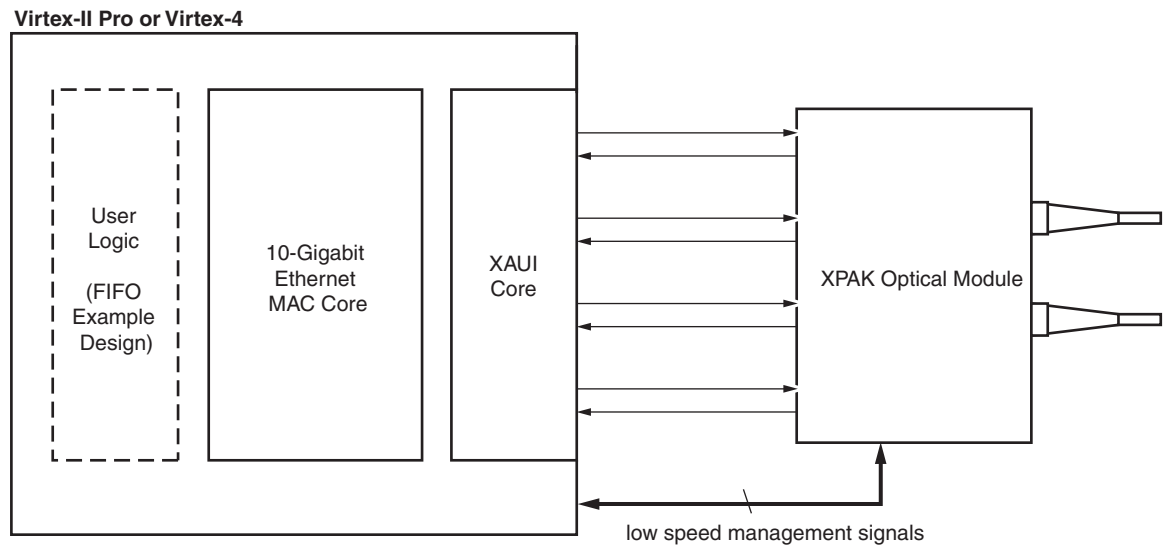 Virtex-II Pro or Virtex-4
User
Logic
(FIFO
Example
Design)
10-Gigabit
Ethernet
MAC Core
XAUI
Core
XPAK Optical Module
low speed management signals